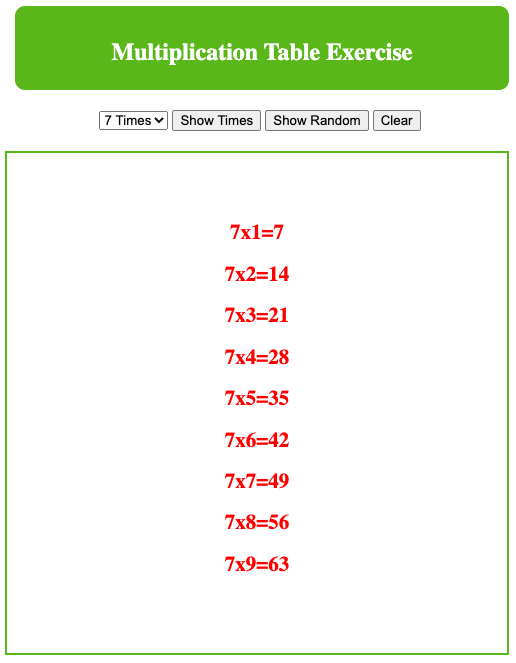 Multiplication Table Exercise
7 Times Show Times Show Random Clear
7x1=7
7x2=14
7x3=21
7x4=28
7x5=35
7x6=42
7x7=49
7x8=56
7x9=63